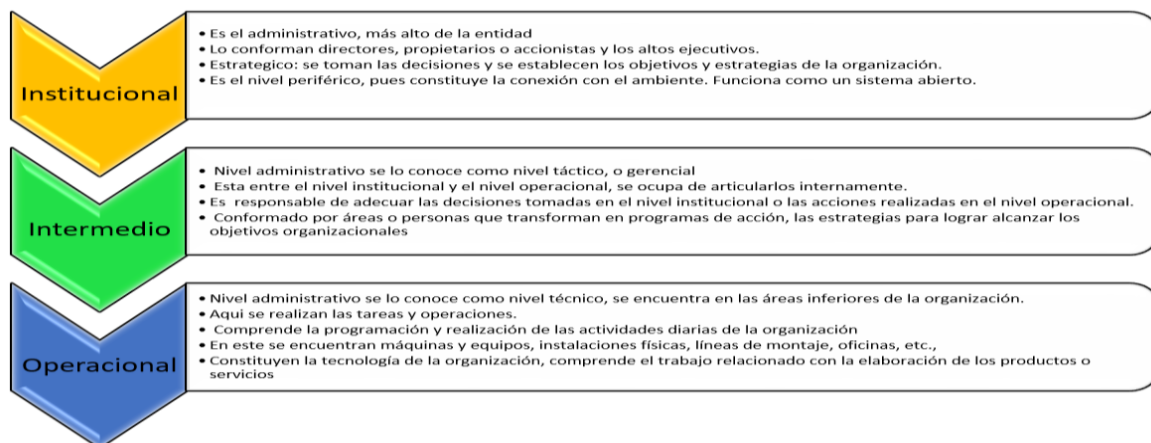 Institucional
• Es el administrativo, más alto de la entidad
• Lo conforman directores, propietarios o accionistas y los altos ejecutivos.
• Estrategico: se toman las decisiones y se establecen los objetivos y estrategias de la organización.
• Es el nivel periférico, pues constituye la conexión con el ambiente. Funciona como un sistema abierto.
Intermedio
• Nivel administrativo se lo conoce como nivel táctico, o gerencial
• Esta entre el nivel institucional y el nivel operacional, se ocupa de articularlos internamente.
• Es responsable de adecuar las decisiones tomadas en el nivel institucional o las acciones realizadas en el nivel operacional.
• Conformado por áreas o personas que transforman en programas de acción, las estrategias para lograr alcanzar los
objetivos organizacionales
Operacional
• Nivel administrativo se lo conoce como nivel técnico, se encuentra en las áreas inferiores de la organización.
• Aqui se realizan las tareas y operaciones.
• Comprende la programación y realización de las actividades diarias de la organización
• En este se encuentran máquinas y equipos, instalaciones físicas, líneas de montaje, oficinas, etc.,
• Constituyen la tecnología de la organización, comprende el trabajo relacionado con la elaboración de los productos o
servicios